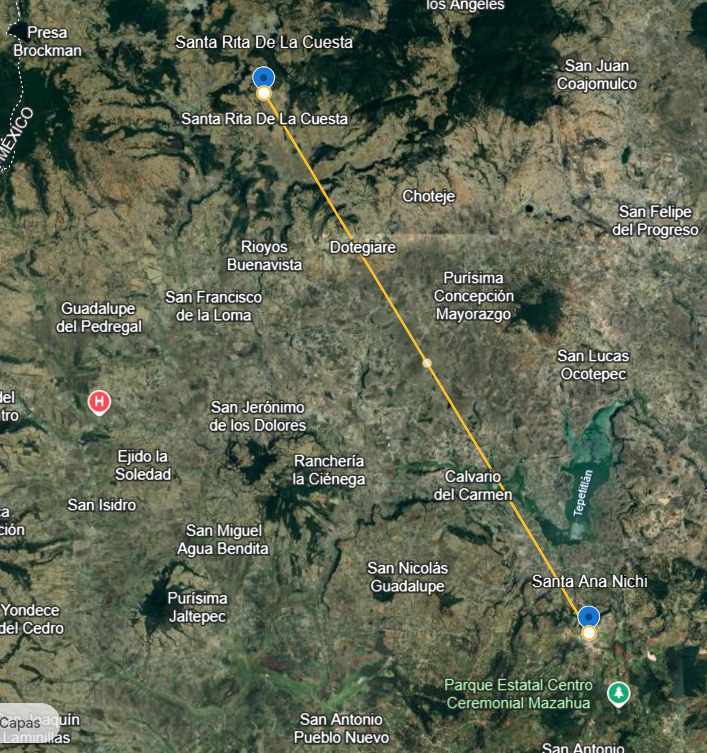 los Angeles
Presa
Brockman
Santa Rita De La Cuesta
San Juan
Coajomulco
Santa Rita De La Cuesta
MÉXICO
Choteje
San Felipe
del Progreso
Rioyos
Buenavista
Dotegiare
Purísima
Concepción
Mayorazgo
San Francisco
de la Loma
Guadalupe
del Pedregal
San Lucas
Ocotepec
del
tro
H
San Jerónimo
de los Dolores
Ejido la
Soledad
Ranchería
la Ciénega
Calvario
del Carmen
Tepetitlán
San Isidro
ca
ción
San Miguel
Agua Bendita
San Nicolás
Guadalupe
Santa Ana Nichi
Yondece
del Cedro
Purísima
Jaltepec
Parque Estatal Centro
Ceremonial Mazahua
Capas
Joaquín
Laminillas
San Antonio
Pueblo Nuevo
San Antonio